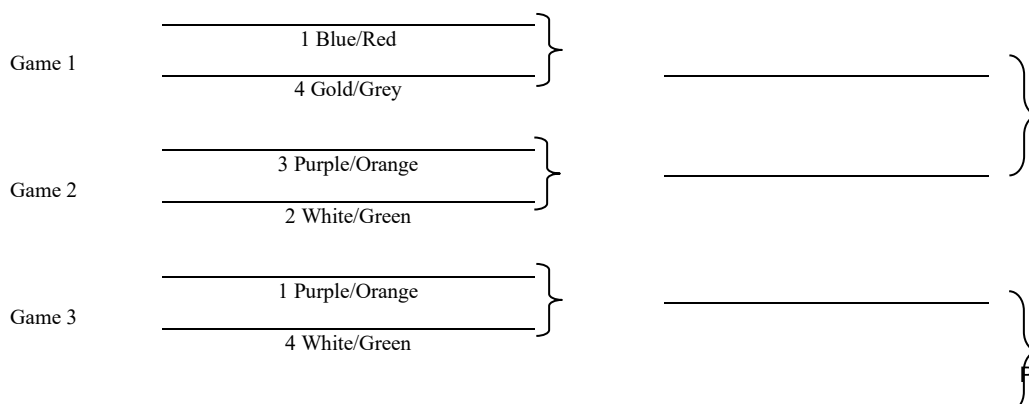 1 Blue/Red
Game 1
4 Gold/Grey
3 Purple/Orange
Game 2
2 White/Green
1 Purple/Orange
Game 3
4 White/Green